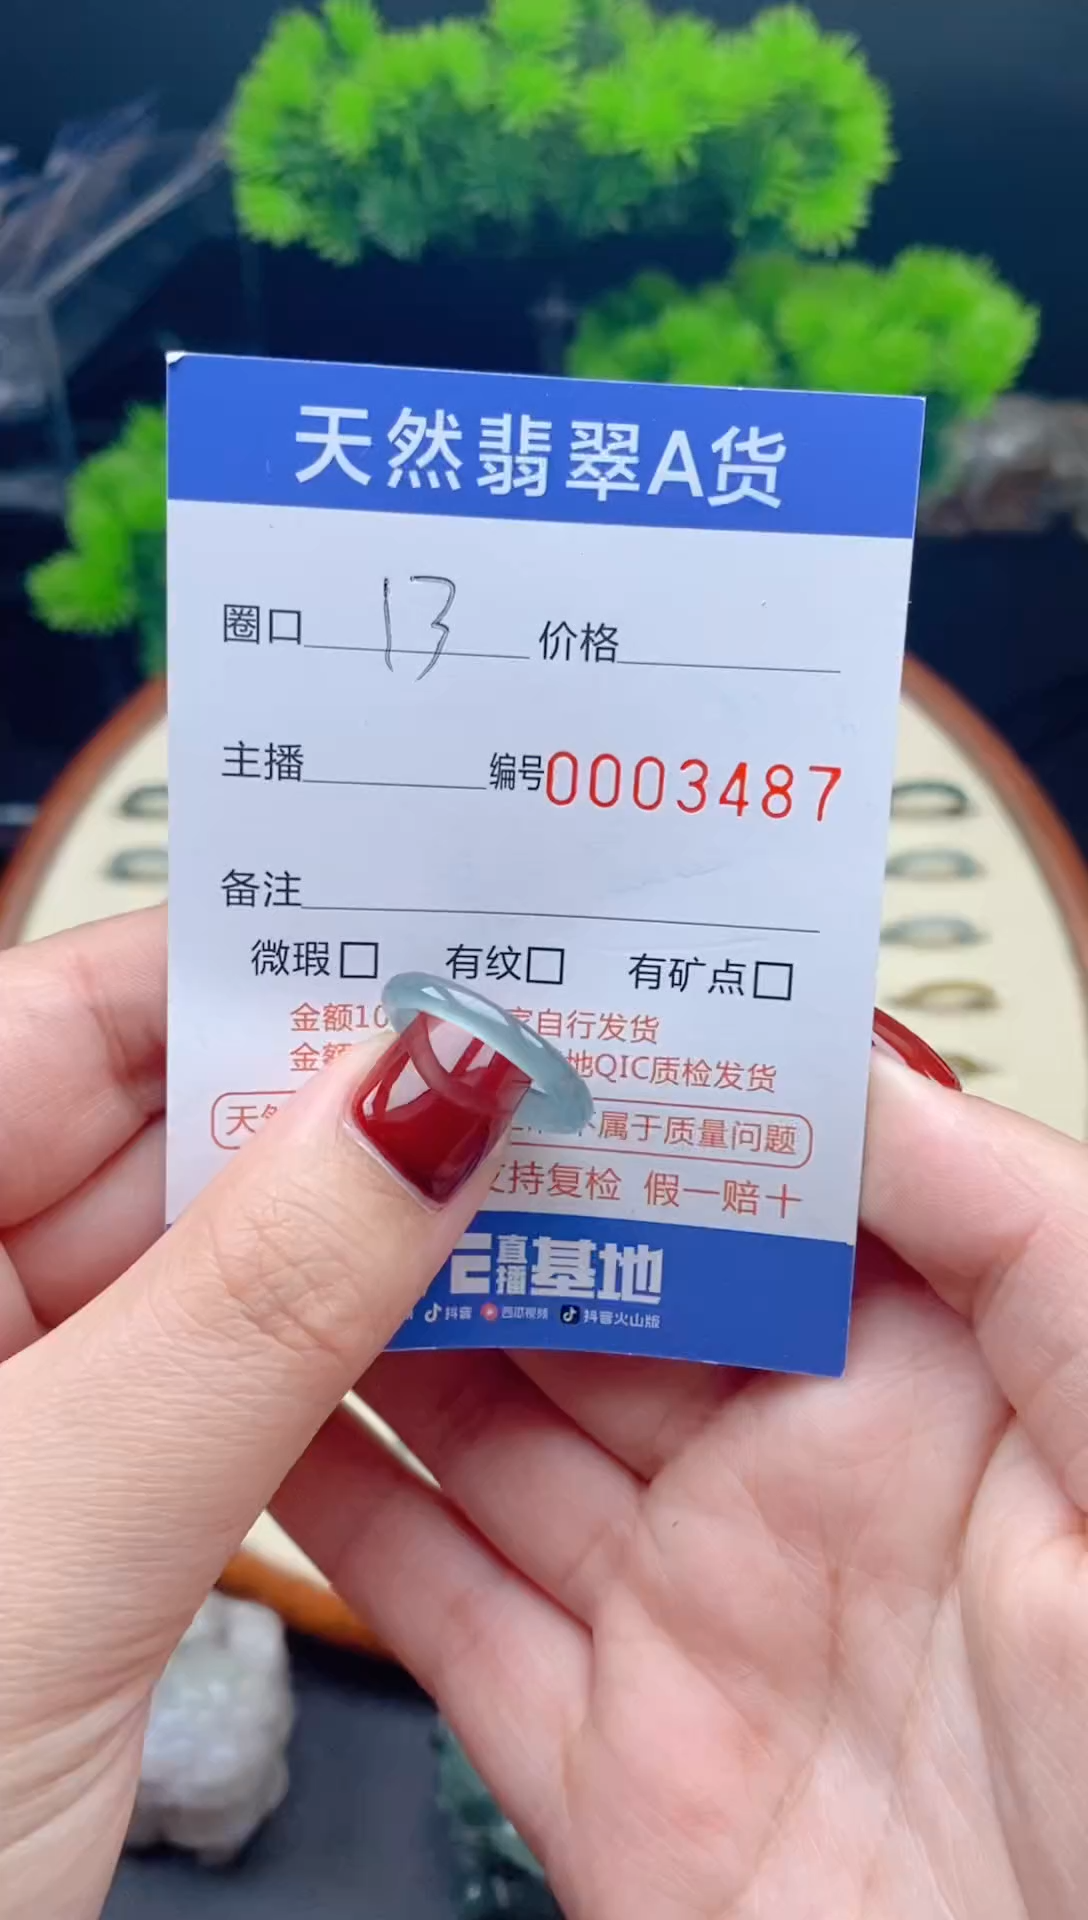 天然翡翠A货
圈口 13 价格
主播 编号0003487
备注
微瑕□ 有纹□ 有矿点□
金额10 家自行发货
金额 地QIC质检发货
天然 不属于质量问题
支持复检 假一赔十
直播基地
抖音 西瓜视频 抖音火山版